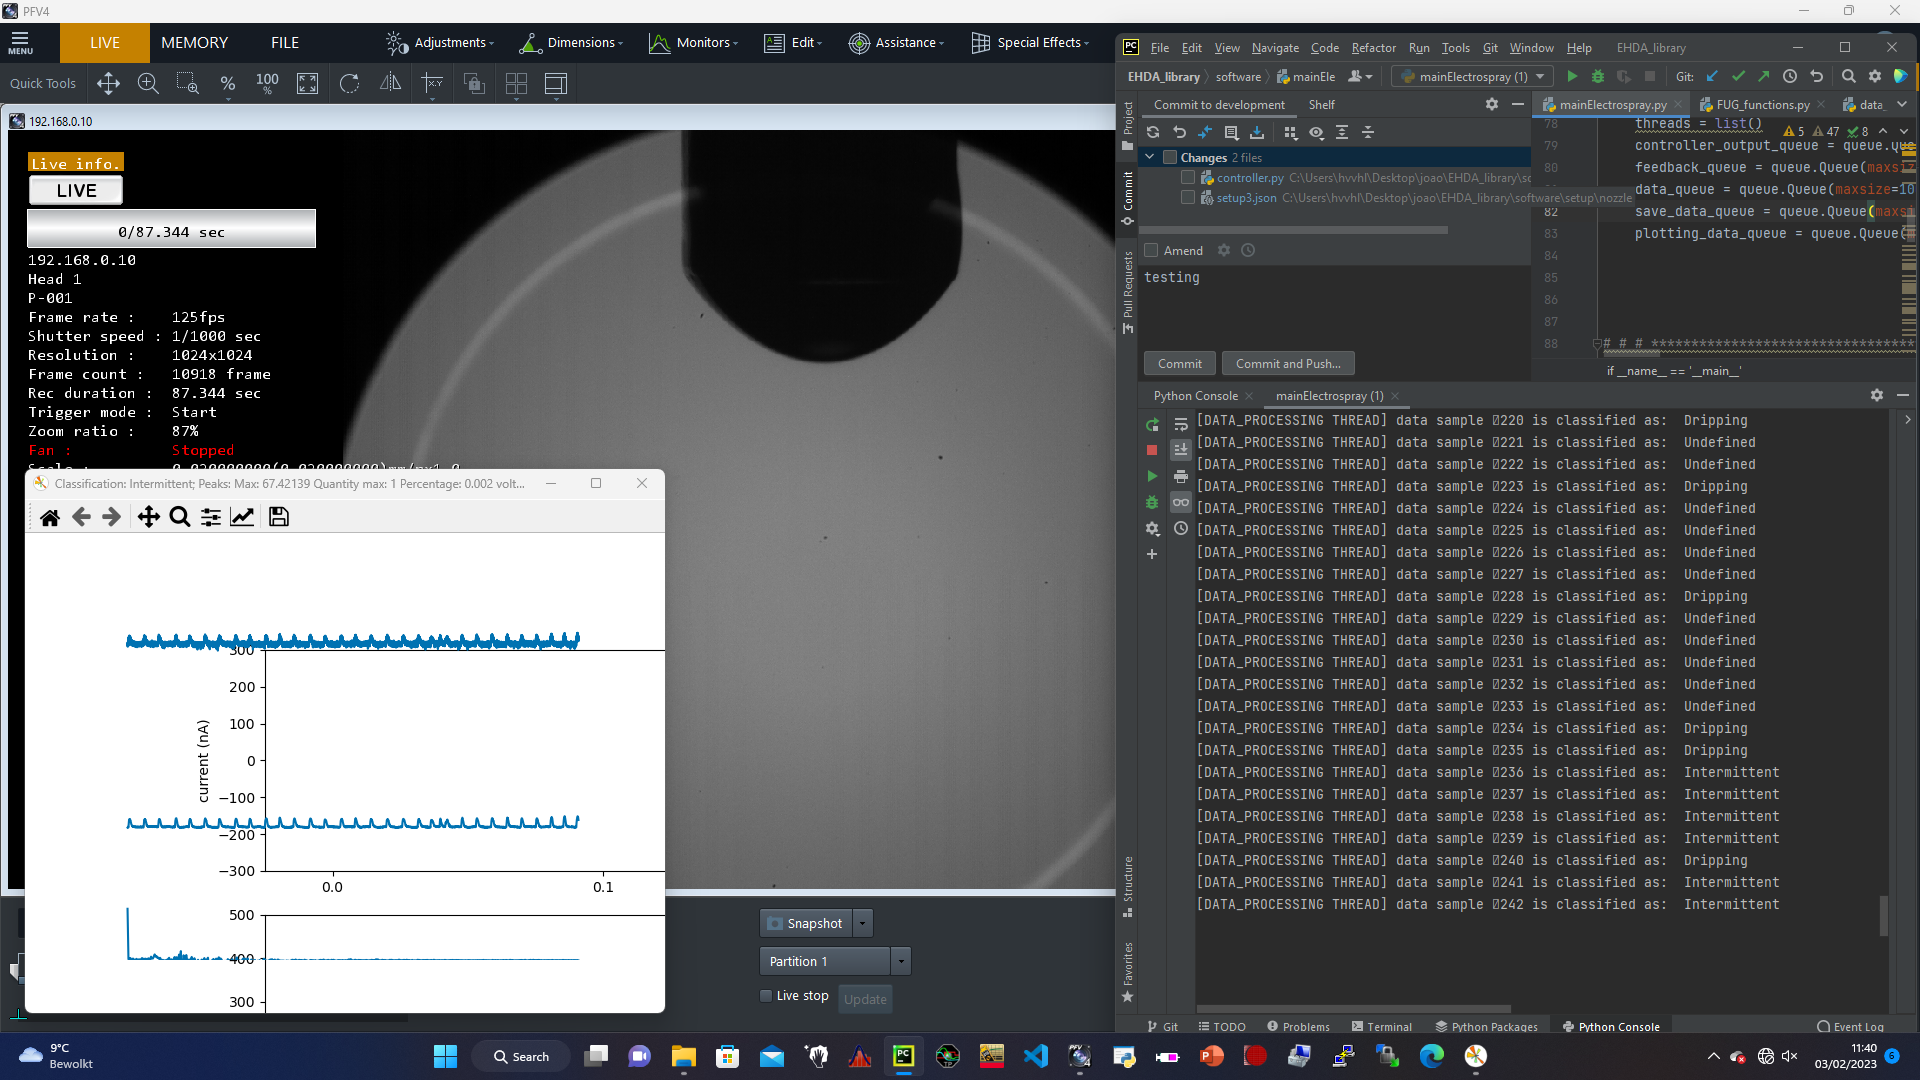 PFV4
MENU
LIVE
MEMORY
FILE
Adjustments
Dimensions
Monitors
Edit
Assistance
Special Effects
Quick Tools
%
100
%
192.168.0.10
Live info.
LIVE
0/87.344 sec
192.168.0.10
Head 1
P-001
Frame rate : 125fps
Shutter speed : 1/1000 sec
Resolution : 1024x1024
Frame count : 10918 frame
Rec duration : 87.344 sec
Trigger mode : Start
Zoom ratio : 87%
Fan : Stopped
Classification: Intermittent; Peaks: Max: 67.42139 Quantity max: 1 Percentage: 0.002 volt...
300
200
100
0
−100
−200
−300
current (nA)
0.0 0.1
500
400
300
Snapshot
Partition 1
Live stop
Update
PC File Edit View Navigate Code Refactor Run Tools Git Window Help EHDA_library
EHDA_library software mainEle mainElectrospray (1) Git:
Commit to development Shelf
Changes 2 files
controller.py C:\Users\hvvhl\Desktop\joao\EHDA_library\so
setup3.json C:\Users\hvvhl\Desktop\joao\EHDA_library\software\setup\nozzle
Amend
testing
Commit
Commit and Push...
Project
Commit
Pull Requests
Structure
Favorites
mainElectrospray.py FUG_functions.py data_
5 47 8
78 threads = list()
79 controller_output_queue = queue.Que
80 feedback_queue = queue.Queue(maxsiz
data_queue = queue.Queue(maxsize=10
82 save_data_queue = queue.Queue(maxsi
83 plotting_data_queue = queue.Queue(m
84
85
86
87
88 # # # *********************************
if __name__ == '__main__'
Python Console mainElectrospray (1)
[DATA_PROCESSING THREAD] data sample 220 is classified as: Dripping
[DATA_PROCESSING THREAD] data sample 221 is classified as: Undefined
[DATA_PROCESSING THREAD] data sample 222 is classified as: Undefined
[DATA_PROCESSING THREAD] data sample 223 is classified as: Dripping
[DATA_PROCESSING THREAD] data sample 224 is classified as: Undefined
[DATA_PROCESSING THREAD] data sample 225 is classified as: Undefined
[DATA_PROCESSING THREAD] data sample 226 is classified as: Undefined
[DATA_PROCESSING THREAD] data sample 227 is classified as: Undefined
[DATA_PROCESSING THREAD] data sample 228 is classified as: Dripping
[DATA_PROCESSING THREAD] data sample 229 is classified as: Undefined
[DATA_PROCESSING THREAD] data sample 230 is classified as: Undefined
[DATA_PROCESSING THREAD] data sample 231 is classified as: Undefined
[DATA_PROCESSING THREAD] data sample 232 is classified as: Undefined
[DATA_PROCESSING THREAD] data sample 233 is classified as: Undefined
[DATA_PROCESSING THREAD] data sample 234 is classified as: Dripping
[DATA_PROCESSING THREAD] data sample 235 is classified as: Dripping
[DATA_PROCESSING THREAD] data sample 236 is classified as: Intermittent
[DATA_PROCESSING THREAD] data sample 237 is classified as: Intermittent
[DATA_PROCESSING THREAD] data sample 238 is classified as: Intermittent
[DATA_PROCESSING THREAD] data sample 239 is classified as: Intermittent
[DATA_PROCESSING THREAD] data sample 240 is classified as: Dripping
[DATA_PROCESSING THREAD] data sample 241 is classified as: Intermittent
[DATA_PROCESSING THREAD] data sample 242 is classified as: Intermittent
Git TODO Problems Terminal Python Packages Python Console Event Log
9°C
Bewolkt
Search
11:40
03/02/2023
6